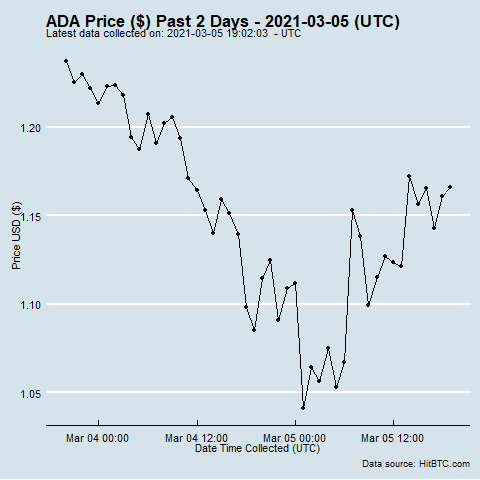 ADA Price ($) Past 2 Days - 2021-03-05 (UTC)
Latest data collected on: 2021-03-05 19:02:03  - UTC
1.20
1.15
1.10
1.05
Price USD ($)
Mar 04 00:00 Mar 04 12:00 Mar 05 00:00 Mar 05 12:00
Date Time Collected (UTC)
Data source: HitBTC.com